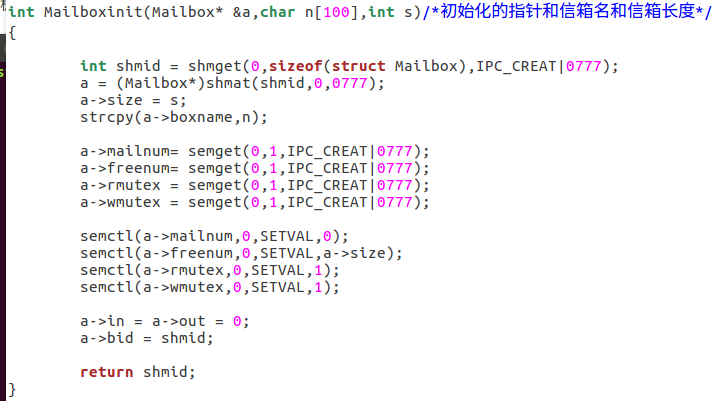 int Mailboxinit(Mailbox* &a,char n[100],int s)/*初始化的指针和信箱名和信箱长度*/
{
int shmid = shmget(0,sizeof(struct Mailbox),IPC_CREAT|0777);
a = (Mailbox*)shmat(shmid,0,0777);
a->size = s;
strcpy(a->boxname,n);
a->mailnum= semget(0,1,IPC_CREAT|0777);
a->freenum= semget(0,1,IPC_CREAT|0777);
a->rmutex = semget(0,1,IPC_CREAT|0777);
a->wmutex = semget(0,1,IPC_CREAT|0777);
semctl(a->mailnum,0,SETVAL,0);
semctl(a->freenum,0,SETVAL,a->size);
semctl(a->rmutex,0,SETVAL,1);
semctl(a->wmutex,0,SETVAL,1);
a->in = a->out = 0;
a->bid = shmid;
return shmid;
}